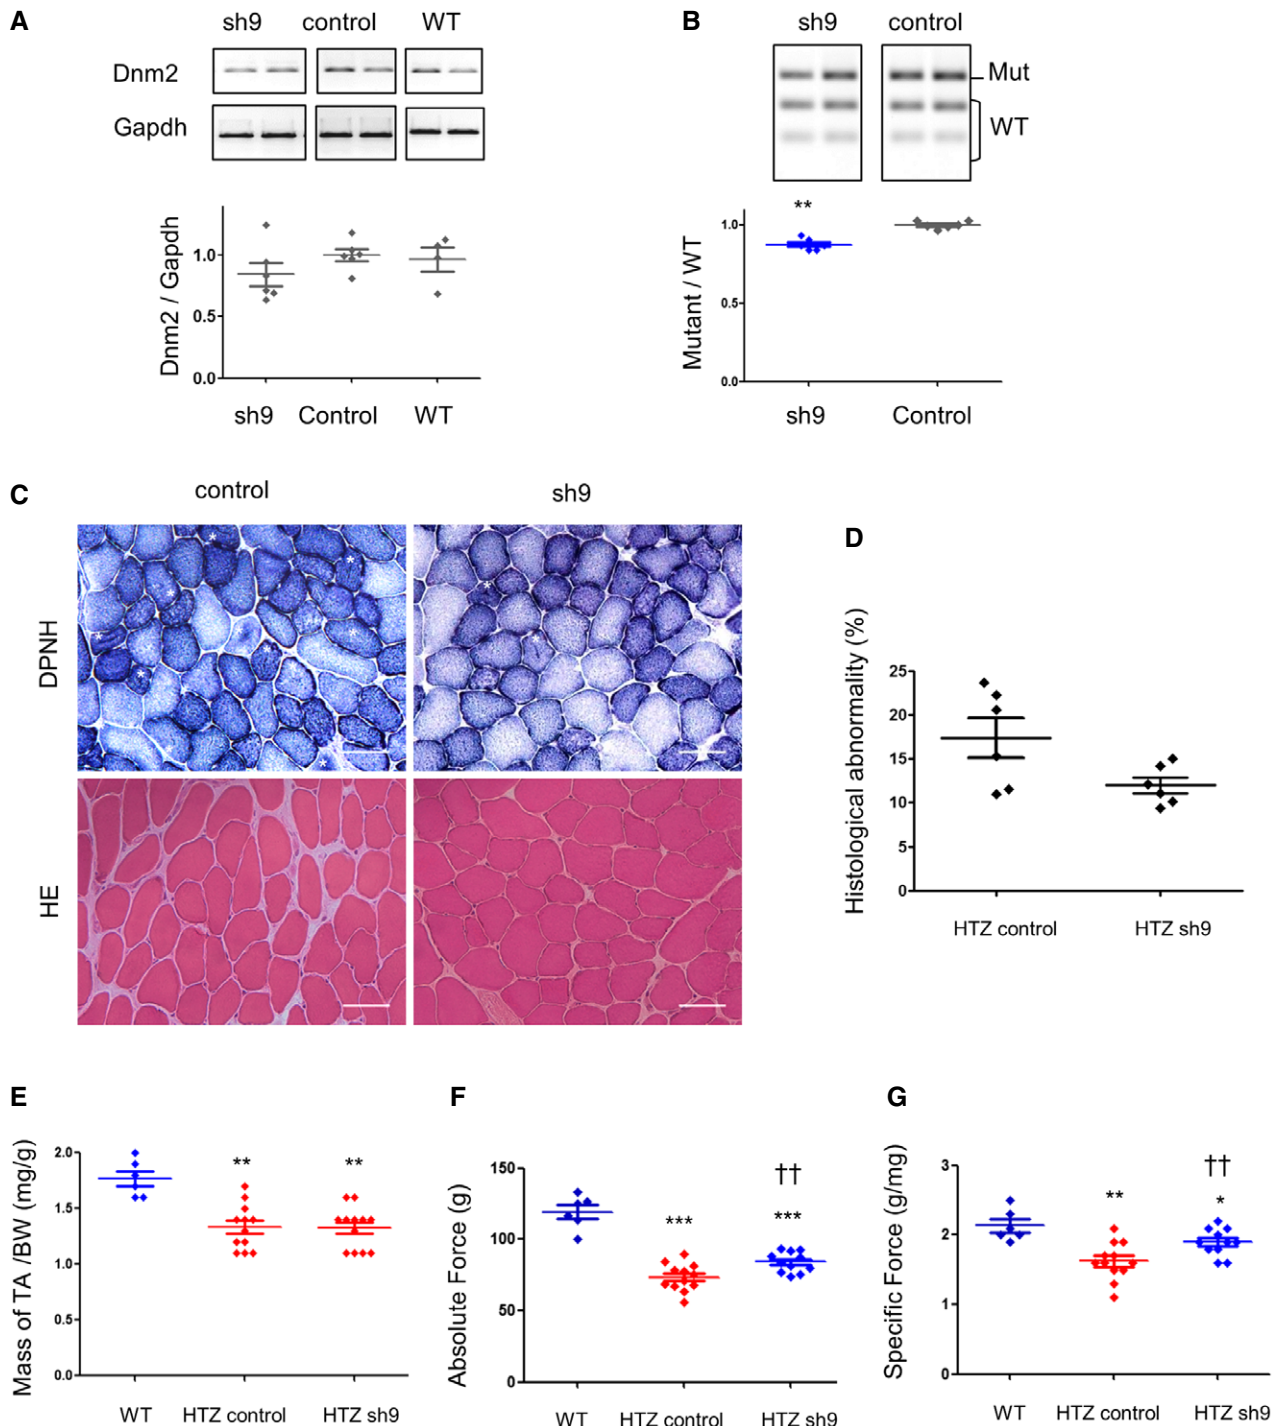 A
sh9 control WT
Dnm2
Gapdh
Dnm2 / Gapdh
1.0
0.5
0.0
sh9 Control WT
B
sh9 control
Mut
WT
**
Mutant / WT
1.0
0.5
0.0
sh9 Control
C
control sh9
DPNH
* * * * * * * *
* *
HE
D
Histological abnormality (%)
25
20
15
10
5
0
HTZ control HTZ sh9
E
Mass of TA /BW (mg/g)
2.0
1.5
1.0
0.5
0.0
** **
WT HTZ control HTZ sh9
F
Absolute Force (g)
150
100
50
0
††
*** ***
WT HTZ control HTZ sh9
G
Specific Force (g/mg)
3
2
1
0
††
** *
WT HTZ control HTZ sh9